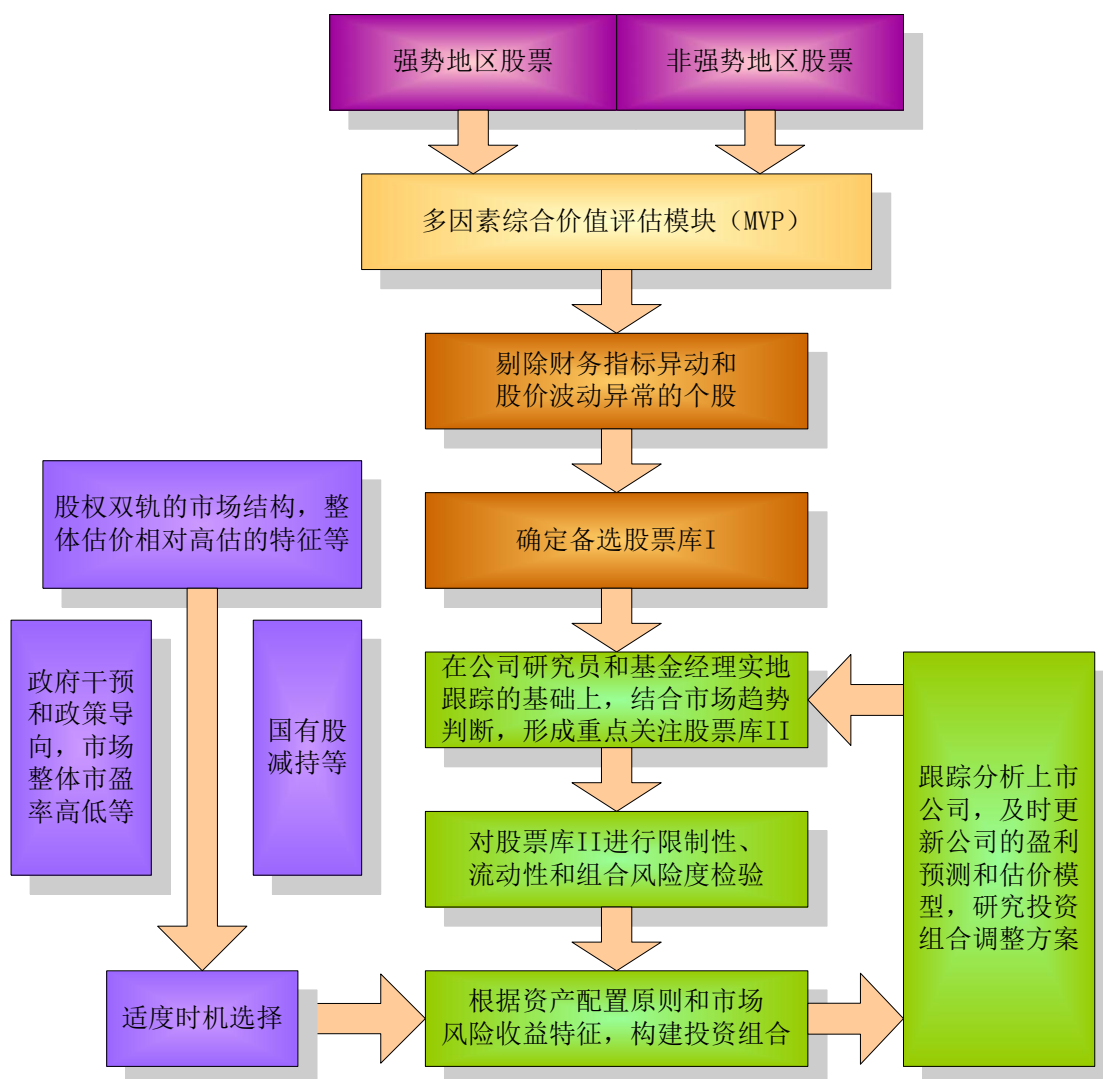 强势地区股票
非强势地区股票
多因素综合价值评估模块（MVP）
剔除财务指标异动和
股价波动异常的个股
股权双轨的市场结构，整
体估价相对高估的特征等
确定备选股票库I
政府干预
和政策导
向，市场
整体市盈
率高低等
国有股
减持等
在公司研究员和基金经理实地
跟踪的基础上，结合市场趋势
判断，形成重点关注股票库II
跟踪分析上市
公司，及时更
新公司的盈利
预测和估价模
型，研究投资
组合调整方案
对股票库II进行限制性、
流动性和组合风险度检验
适度时机选择
根据资产配置原则和市场
风险收益特征，构建投资组合